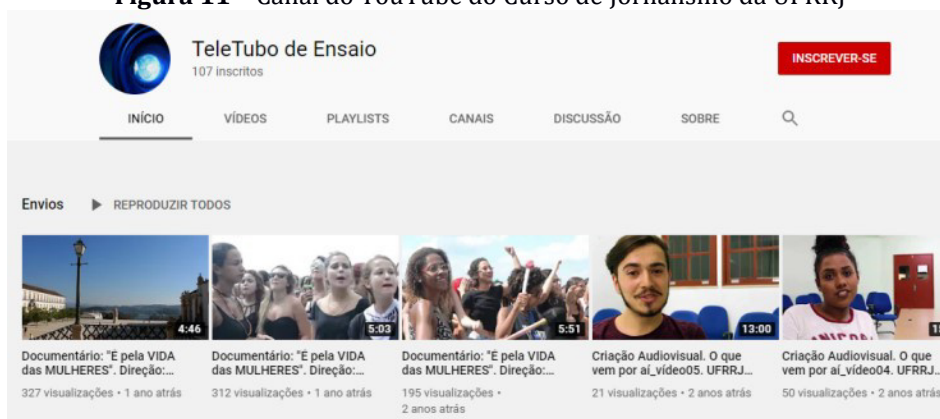 Figura 11 – Canal do YouTube do Curso de Jornalismo da UFRRJ
TeleTubo de Ensaio
107 inscritos
INSCREVER-SE
INÍCIO VÍDEOS PLAYLISTS CANAIS DISCUSSÃO SOBRE
Envios REPRODUZIR TODOS
4:46 5:03 5:51 13:00
Documentário: "É pela VIDA Documentário: "É pela VIDA Documentário: "É pela VIDA Criação Audiovisual. O que Criação Audiovisual. O que
das MULHERES". Direção:... das MULHERES". Direção:... das MULHERES". Direção:... vem por aí_vídeo05. UFRRJ... vem por aí_vídeo04. UFRRJ...
327 visualizações • 1 ano atrás 312 visualizações • 1 ano atrás 195 visualizações • 21 visualizações • 2 anos atrás 50 visualizações • 2 anos atrás
2 anos atrás